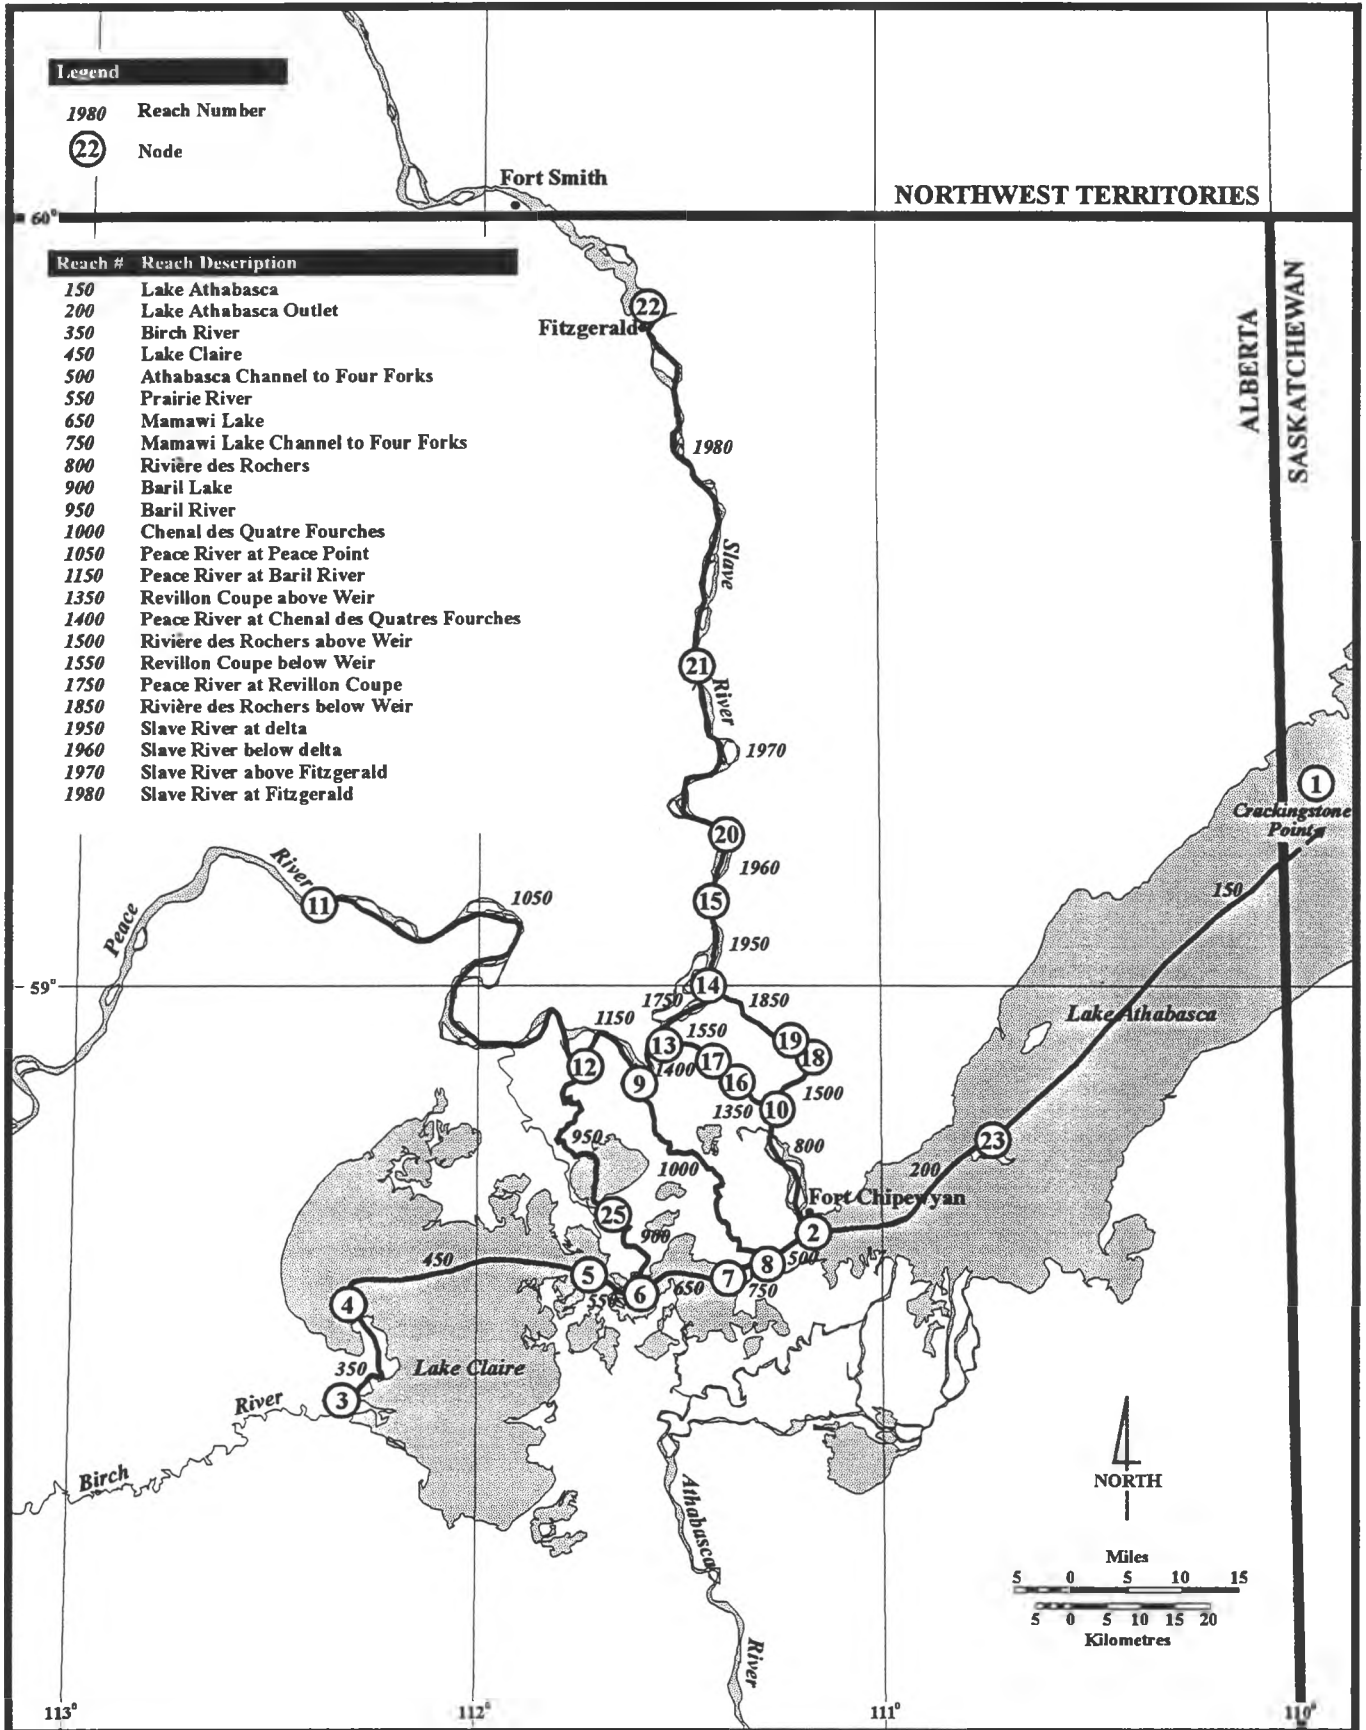 Legend
1980 Reach Number
22 Node
Fort Smith
NORTHWEST TERRITORIES
60°
Reach # Reach Description
150 Lake Athabasca
200 Lake Athabasca Outlet
350 Birch River
450 Lake Claire
500 Athabasca Channel to Four Forks
550 Prairie River
650 Mamawi Lake
750 Mamawi Lake Channel to Four Forks
800 Rivière des Rochers
900 Baril Lake
950 Baril River
1000 Chenal des Quatre Fourches
1050 Peace River at Peace Point
1150 Peace River at Baril River
1350 Revillon Coupe above Weir
1400 Peace River at Chenal des Quatres Fourches
1500 Rivière des Rochers above Weir
1550 Revillon Coupe below Weir
1750 Peace River at Revillon Coupe
1850 Rivière des Rochers below Weir
1950 Slave River at delta
1960 Slave River below delta
1970 Slave River above Fitzgerald
1980 Slave River at Fitzgerald
ALBERTA
SASKATCHEWAN
22
Fitzgerald
1980
Slave
21
River
1970
1
Crackingstone
Point
20
1960
150
River
11
1050
15
Peace
1950
59°
14
1750
1850
Lake Athabasca
1150
1550
13
19
12
1400
17
18
9
16
1500
1350
10
23
950
800
1000
200
Fort Chipewyan
25
2
900
450
5
8
500
7
550
6
650
750
4
350
Lake Claire
3
River
Birch
NORTH
Athabasca
River
Miles
5 0 5 10 15
5 0 5 10 15 20
Kilometres
113°
112°
111°
110°